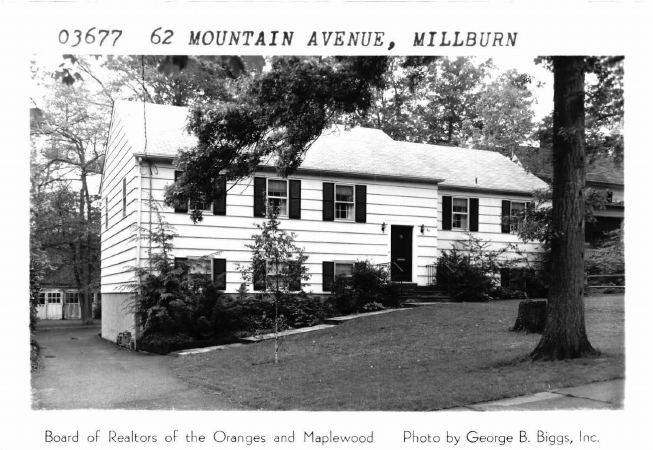 03677 62 MOUNTAIN AVENUE, MILLBURN
Board of Realtors of the Oranges and Maplewood Photo by George B. Biggs, Inc.